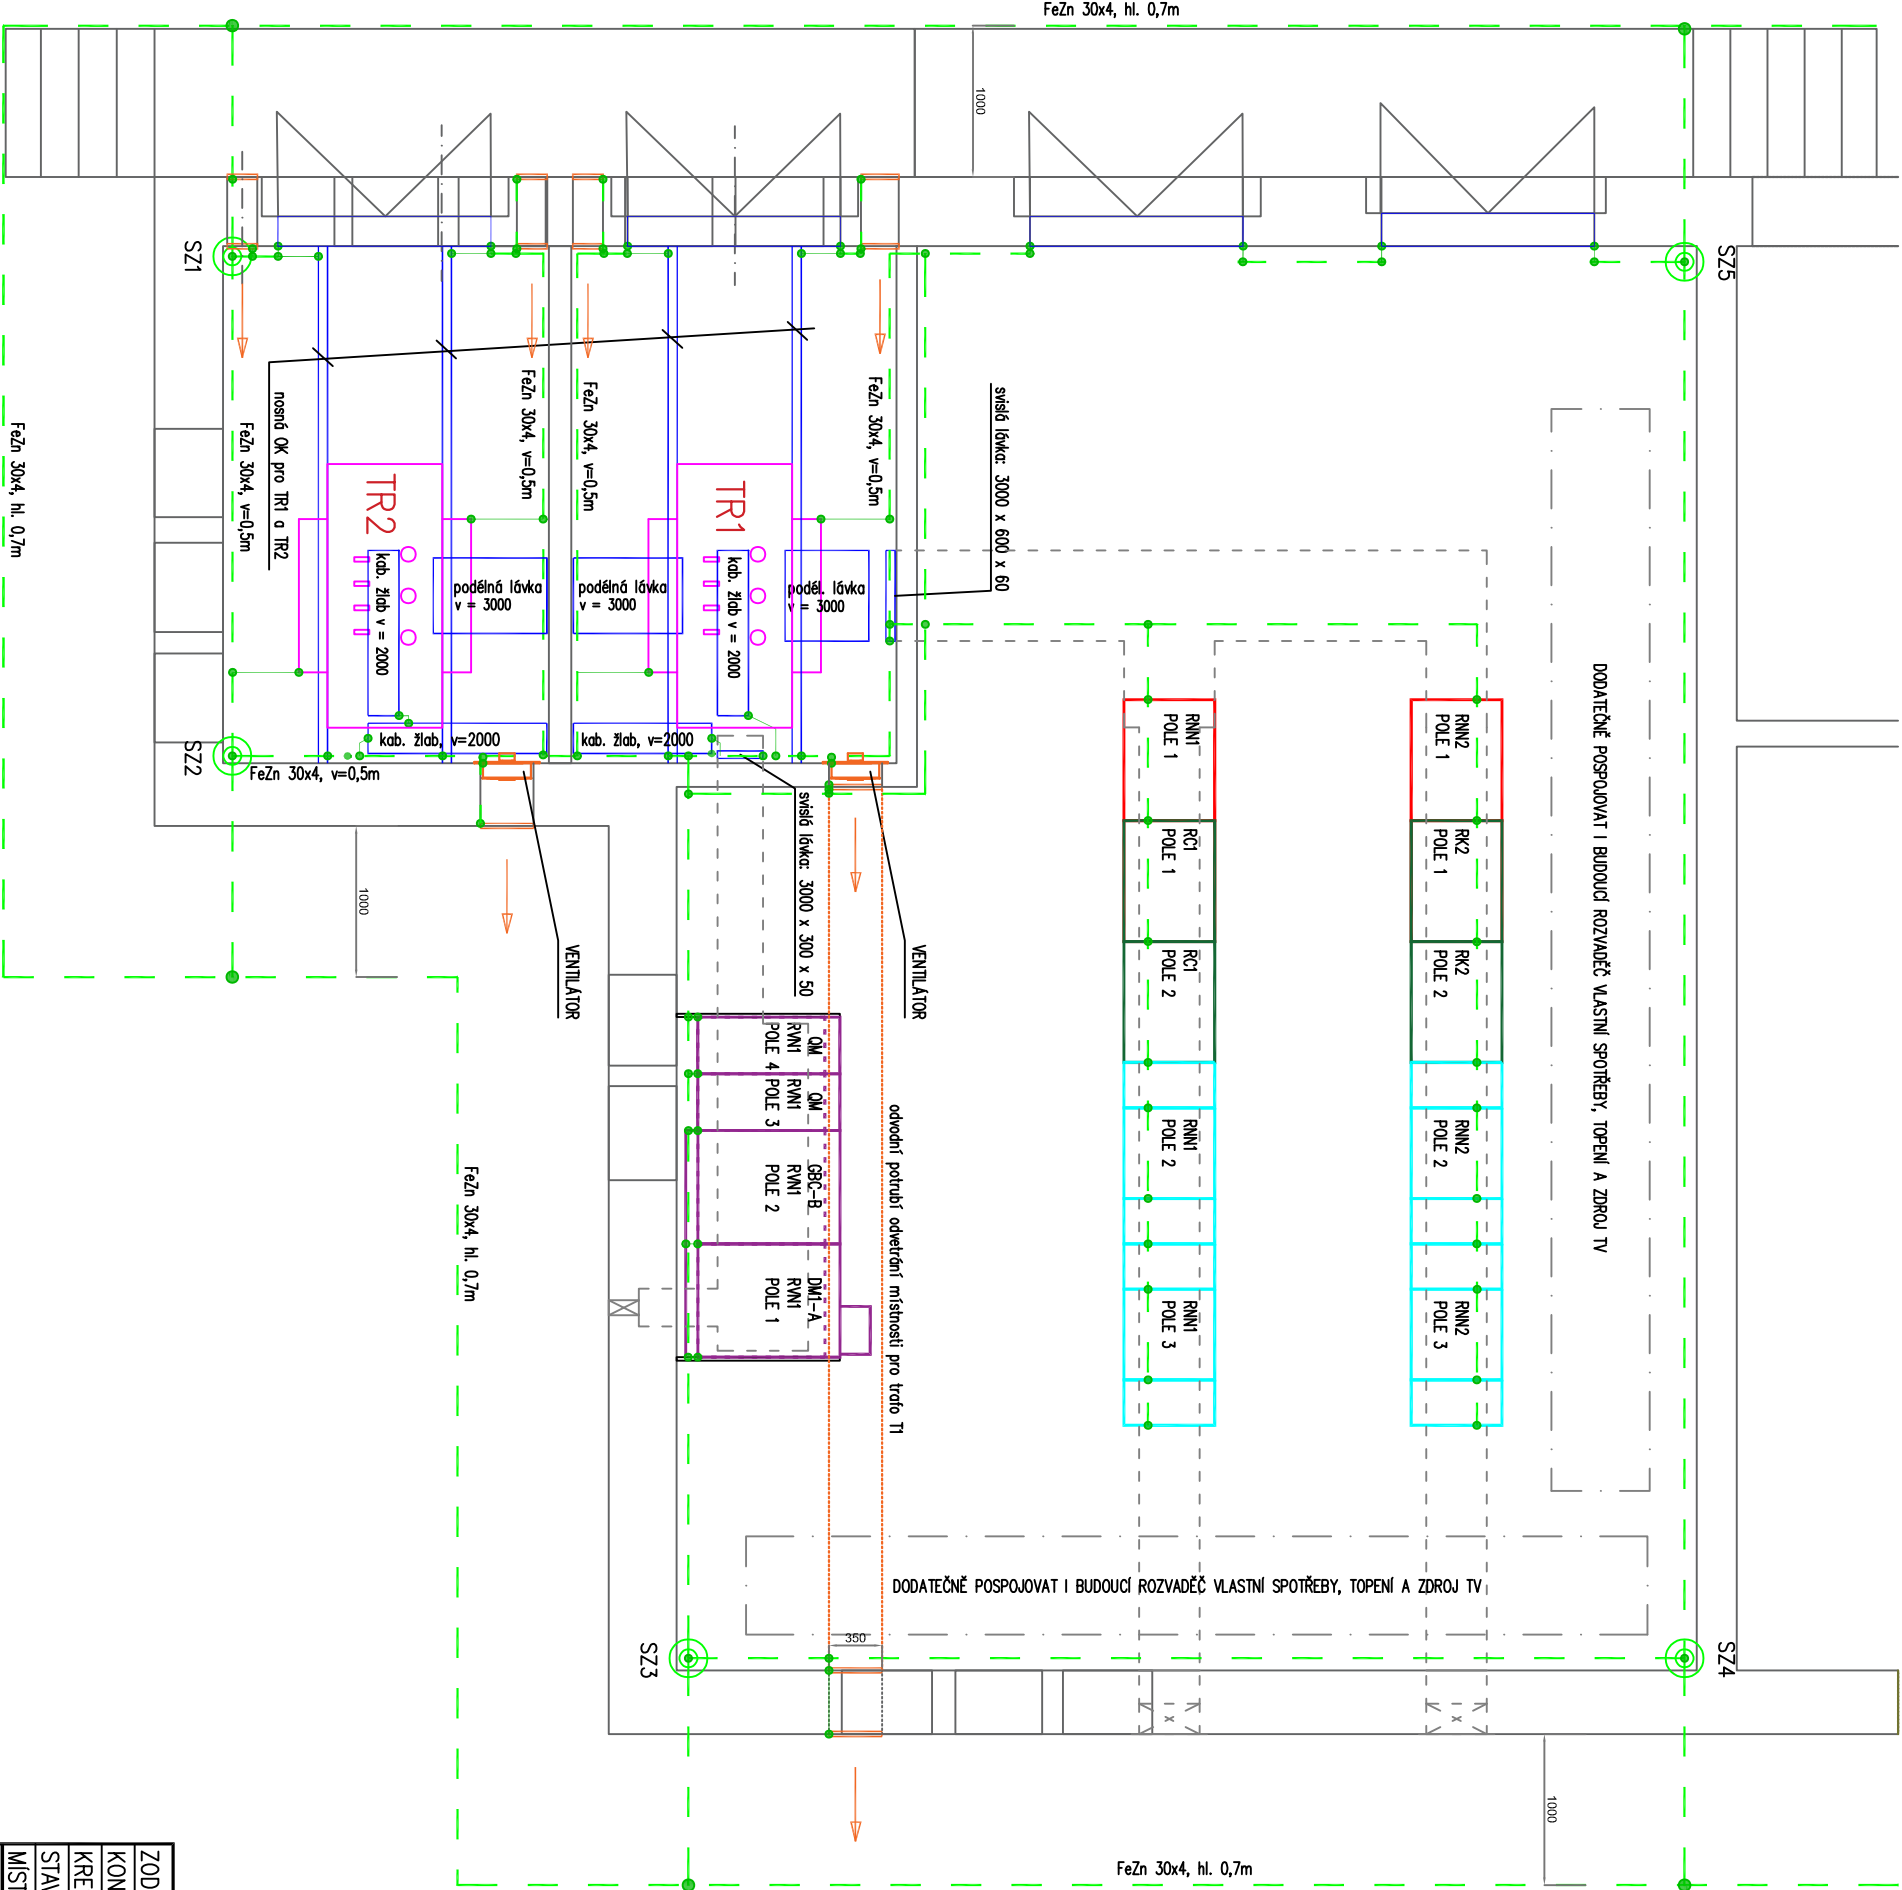 FeZn 30x4, hl. 0,7m
1000
SZ1
SZ5
FeZn 30x4, hl. 0,7m
FeZn 30x4, v=0,5m
nosná OK pro TR1 a TR2
FeZn 30x4, v=0,5m
FeZn 30x4, v=0,5m
FeZn 30x4, v=0,5m
svislá lávka: 3000 x 600 x 60
TR2
TR1
kab. žlab v = 2000
podélná lávka
v = 3000
podélná lávka
v = 3000
kab. žlab v = 2000
podél. lávka
v = 3000
SZ2
kab. žlab, v=2000
kab. žlab, v=2000
FeZn 30x4, v=0,5m
svislá lávka: 3000 x 300 x 50
VENTILÁTOR
VENTILÁTOR
1000
DODATEČNĚ POSPOJOVAT I BUDOUCÍ ROZVADĚČ VLASTNÍ SPOTŘEBY, TOPENÍ A ZDROJ TV
RNN1
POLE 1
RNN2
POLE 1
RC1
POLE 1
RK2
POLE 1
RC1
POLE 2
RK2
POLE 2
RNN1
POLE 2
RNN2
POLE 2
RNN1
POLE 3
RNN2
POLE 3
QM
RVN1
POLE 4
QM
RVN1
POLE 3
GBC-B
RVN1
POLE 2
DM1-A
RVN1
POLE 1
odvodní potrubí odvetrání místnosti pro trafo T1
FeZn 30x4, hl. 0,7m
DODATEČNĚ POSPOJOVAT I BUDOUCÍ ROZVADĚČ VLASTNÍ SPOTŘEBY, TOPENÍ A ZDROJ TV
350
SZ3
SZ4
1000
FeZn 30x4, hl. 0,7m
ZOD
KON
KRE
STA
MÍST